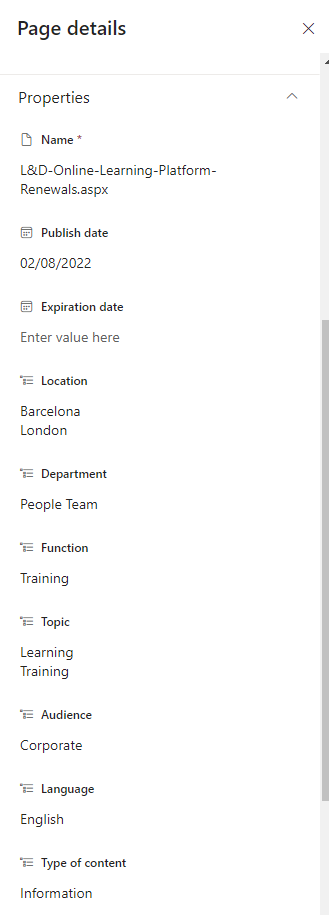 Page details
Properties
Name *
L&D-Online-Learning-Platform-
Renewals.aspx
Publish date
02/08/2022
Expiration date
Enter value here
Location
Barcelona
London
Department
People Team
Function
Training
Topic
Learning
Training
Audience
Corporate
Language
English
Type of content
Information